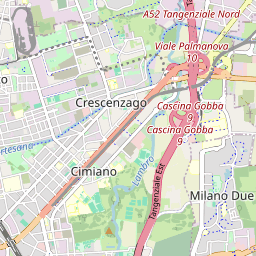 A52 Tangenziale Nord
Viale Palmanova
10
Crescenzago
Cascina Gobba
9
Cascina Gobba
9
Cimiano
Lambro
Tangenziale Est
Milano Due